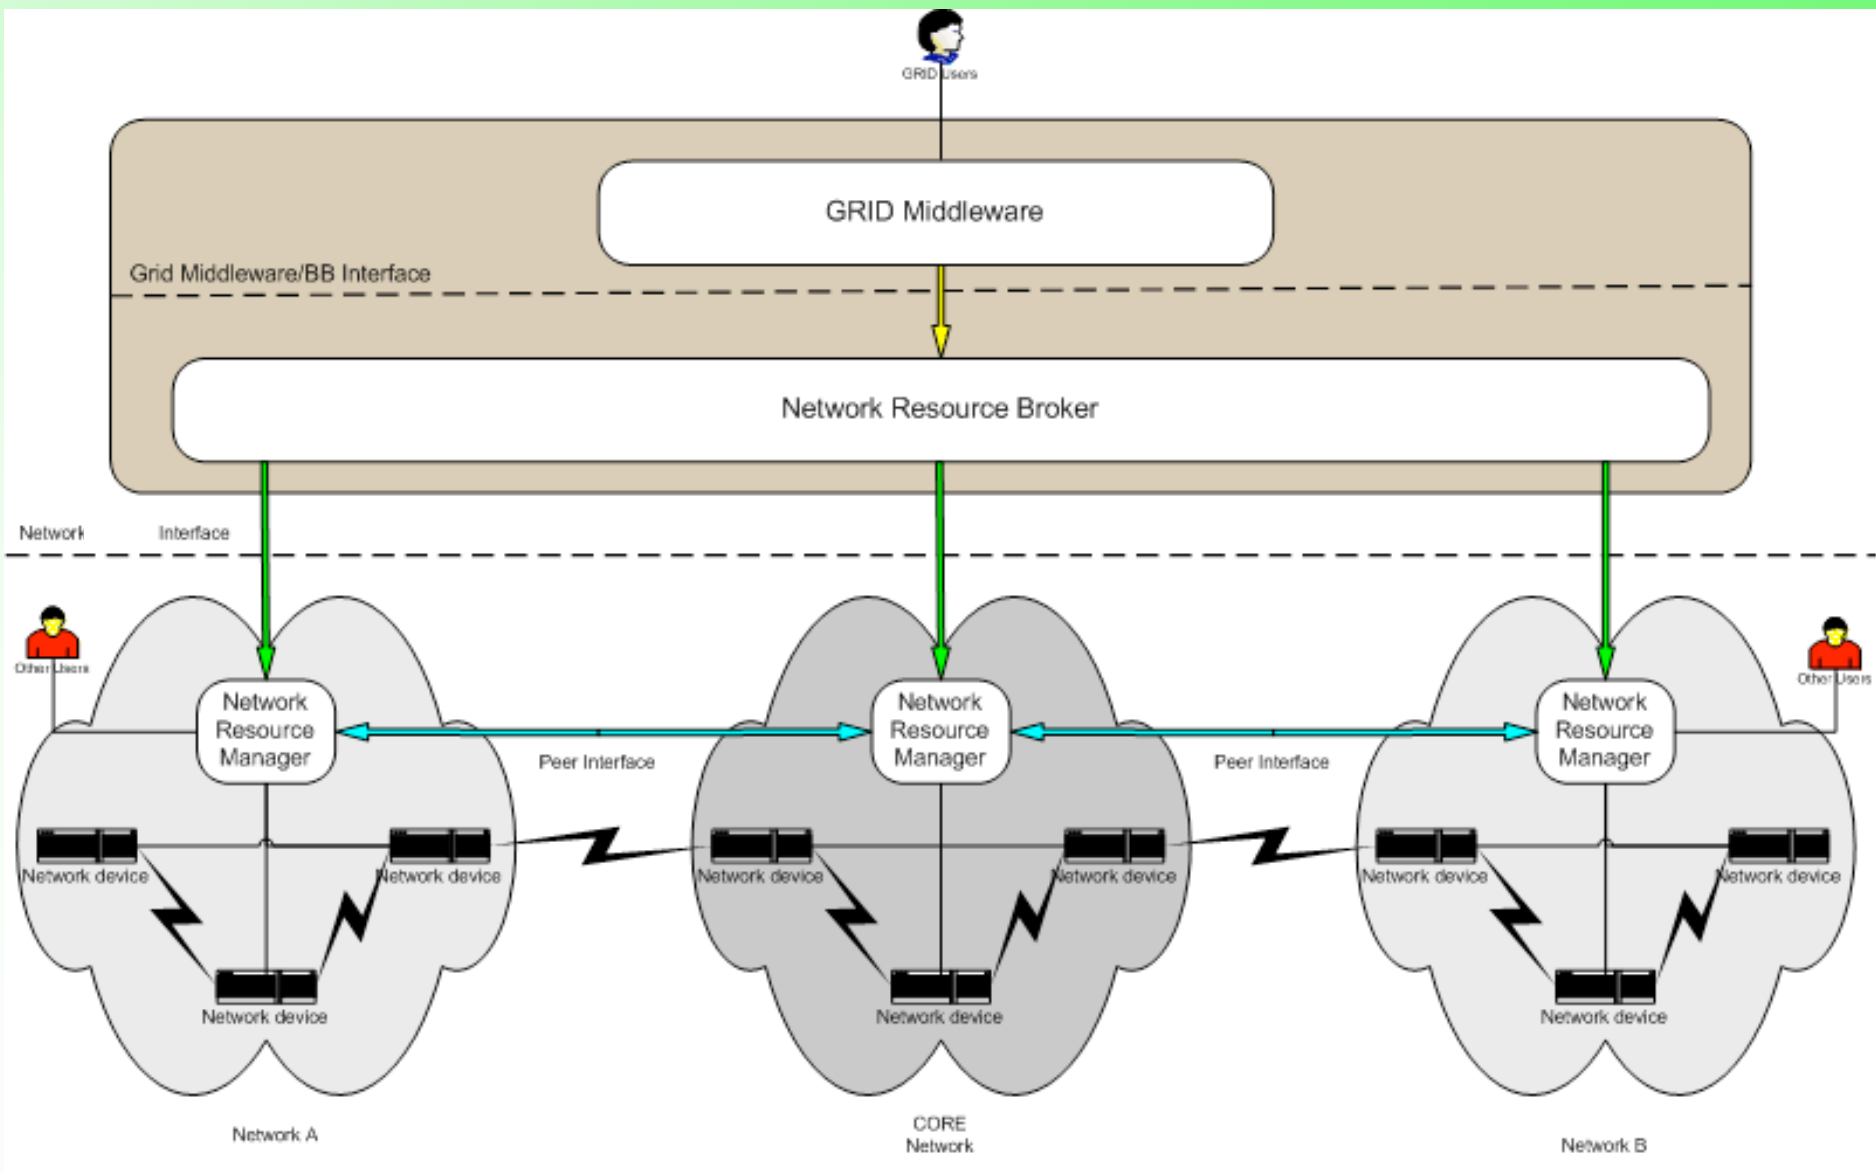 GRID Users
GRID Middleware
Grid Middleware/BB Interface
Network Resource Broker
Network Interface
Other Users
Other Users
Network
Resource
Manager
Network
Resource
Manager
Network
Resource
Manager
Peer Interface
Peer Interface
Network device
Network device
Network device
Network device
Network device
Network device
Network device
Network device
Network device
Network A
CORE
Network
Network B